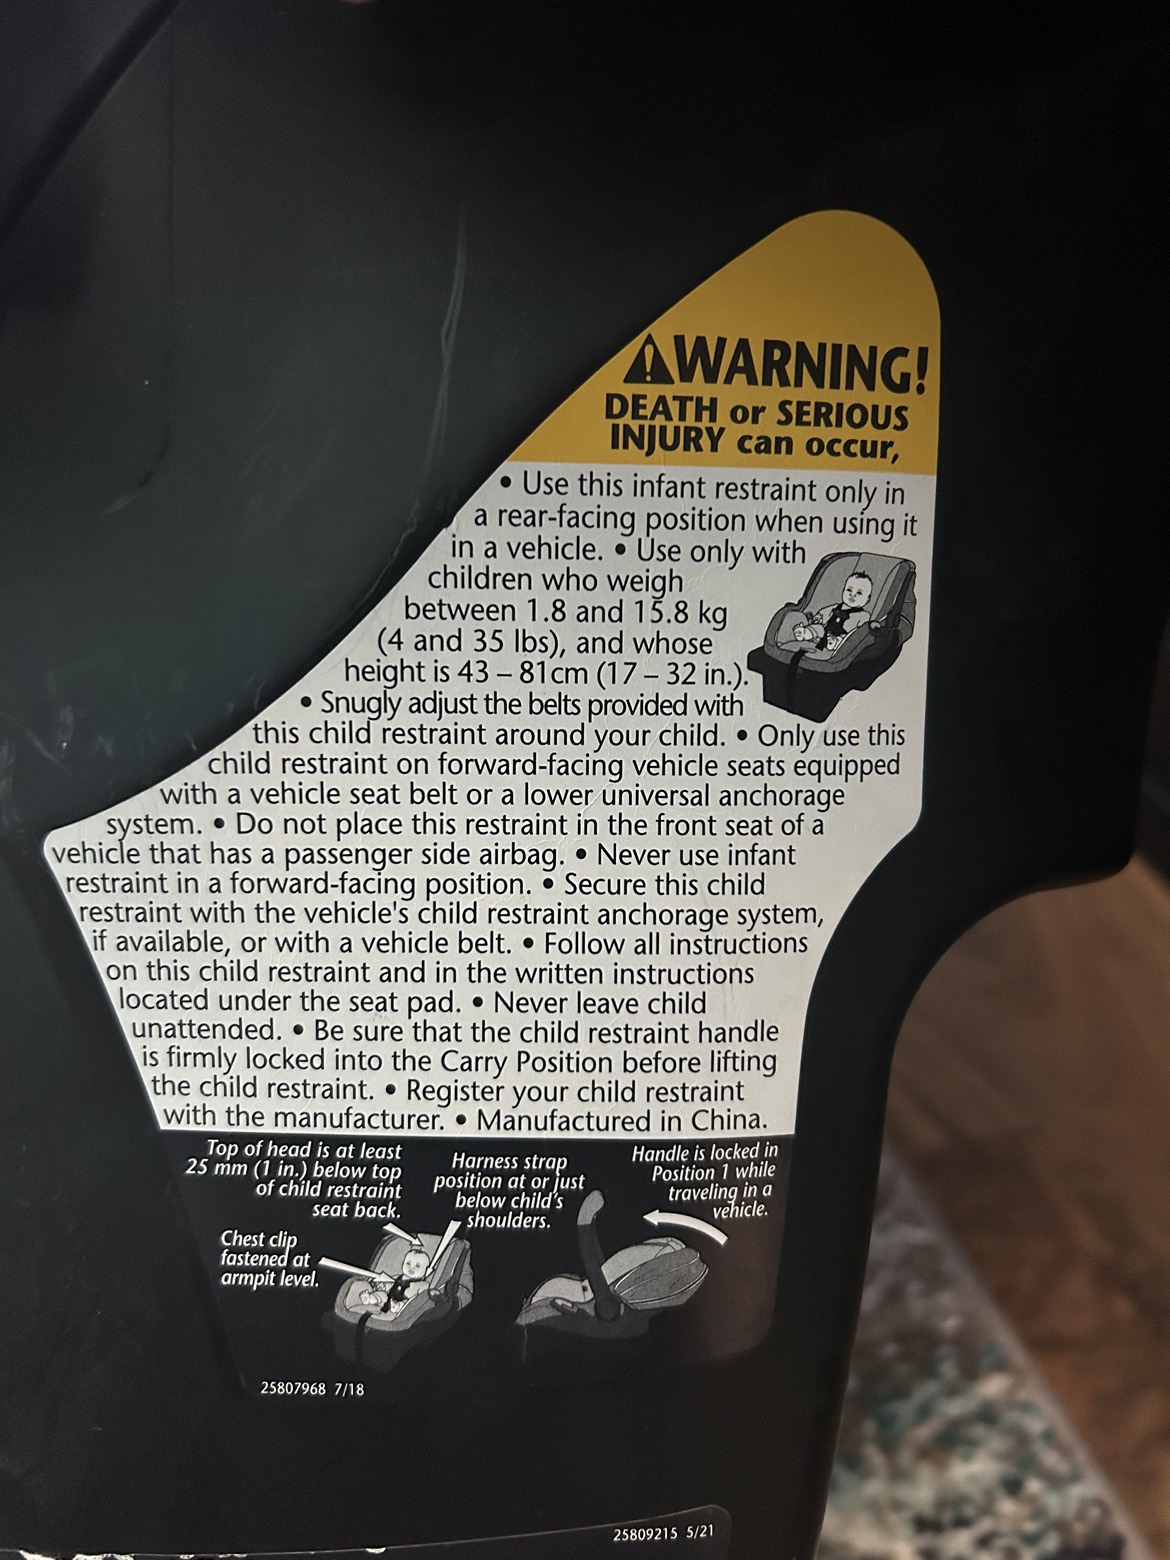 WARNING!
DEATH or SERIOUS
INJURY can occur,
• Use this infant restraint only in
a rear-facing position when using it
in a vehicle. • Use only with
children who weigh
between 1.8 and 15.8 kg
(4 and 35 lbs), and whose
height is 43 – 81cm (17 – 32 in.).
• Snugly adjust the belts provided with
this child restraint around your child. • Only use this
child restraint on forward-facing vehicle seats equipped
with a vehicle seat belt or a lower universal anchorage
system. • Do not place this restraint in the front seat of a
vehicle that has a passenger side airbag. • Never use infant
restraint in a forward-facing position. • Secure this child
restraint with the vehicle's child restraint anchorage system,
if available, or with a vehicle belt. • Follow all instructions
on this child restraint and in the written instructions
located under the seat pad. • Never leave child
unattended. • Be sure that the child restraint handle
is firmly locked into the Carry Position before lifting
the child restraint. • Register your child restraint
with the manufacturer. • Manufactured in China.
Top of head is at least
25 mm (1 in.) below top
of child restraint
seat back.
Harness strap
position at or just
below child's
shoulders.
Handle is locked in
Position 1 while
traveling in a
vehicle.
Chest clip
fastened at
armpit level.
25807968 7/18
25809215 5/21